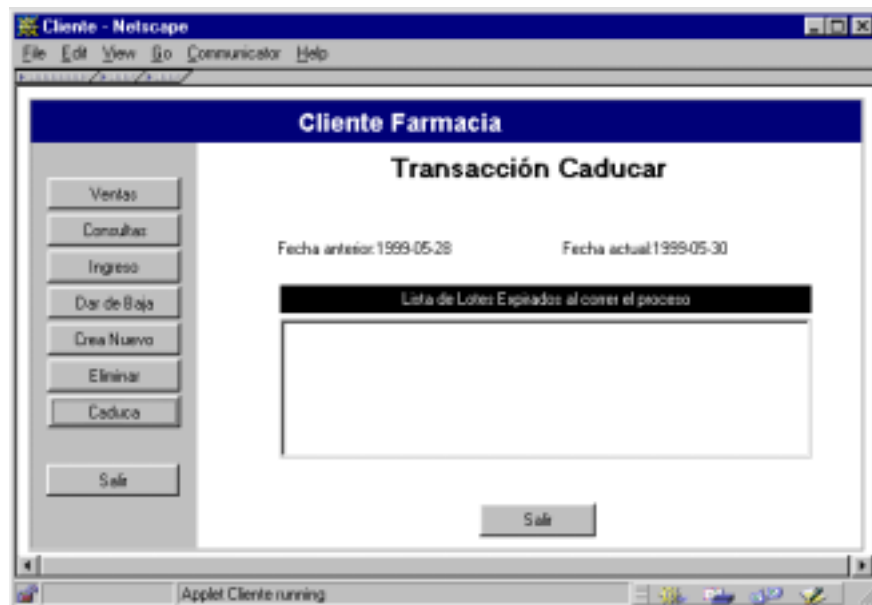 Cliente - Netscape
File Edit View Go Communicator Help
Cliente Farmacia
Transacción Caducar
Ventas
Consultas
Fecha anterior:1999-05-28 Fecha actual:1999-05-30
Ingreso
Dar de Baja
Lista de Lotes Expirados al correr el proceso
Crea Nuevo
Eliminar
Caduca
Salir
Salir
Applet Cliente running